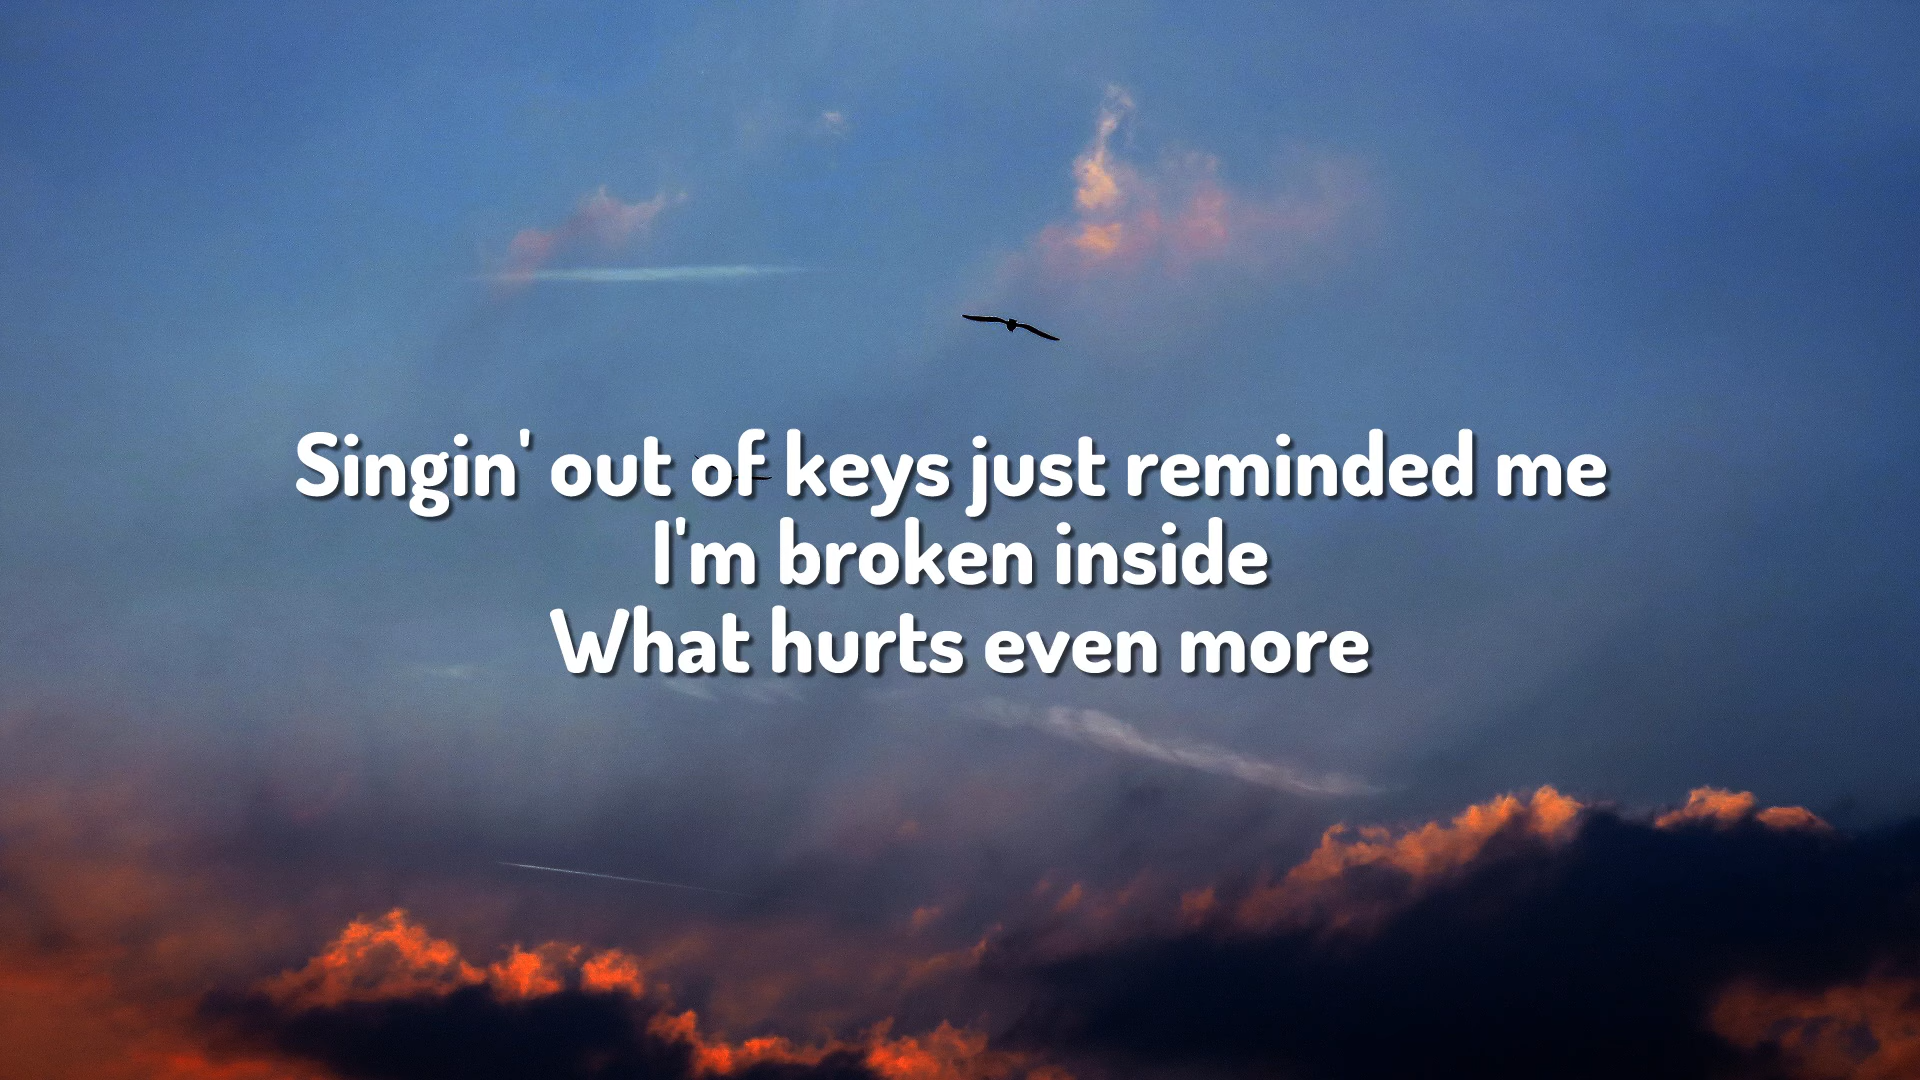 Singin' out of keys just reminded me
I'm broken inside
What hurts even more